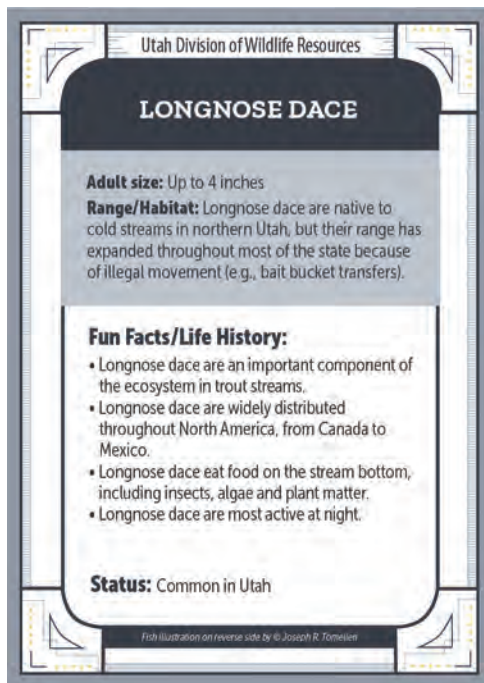 Utah Division of Wildlife Resources
LONGNOSE DACE
Adult size: Up to 4 inches
Range/Habitat: Longnose dace are native to
cold streams in northern Utah, but their range has
expanded throughout most of the state because
of illegal movement (e.g., bait bucket transfers).
Fun Facts/Life History:
• Longnose dace are an important component of
the ecosystem in trout streams.
• Longnose dace are widely distributed
throughout North America, from Canada to
Mexico.
• Longnose dace eat food on the stream bottom,
including insects, algae and plant matter.
• Longnose dace are most active at night.
Status: Common in Utah
Fish illustration on reverse side by © Joseph R. Tomelleri